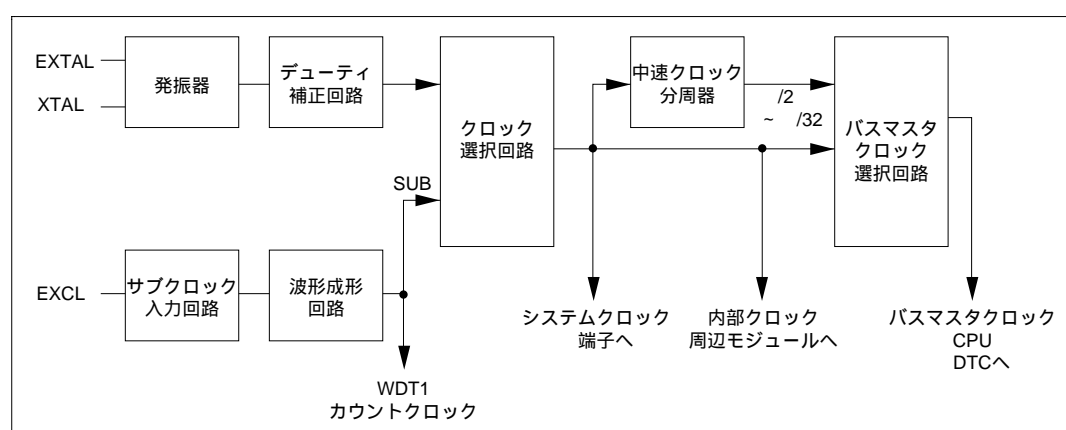 EXTAL
XTAL
発振器
デューティ
補正回路
クロック
選択回路
中速クロック
分周器
/2
~ /32
バスマスタ
クロック
選択回路
SUB
EXCL
サブクロック
入力回路
波形成形
回路
WDT1
カウントクロック
システムクロック
端子へ
内部クロック
周辺モジュールへ
バスマスタクロック
CPU
DTCへ